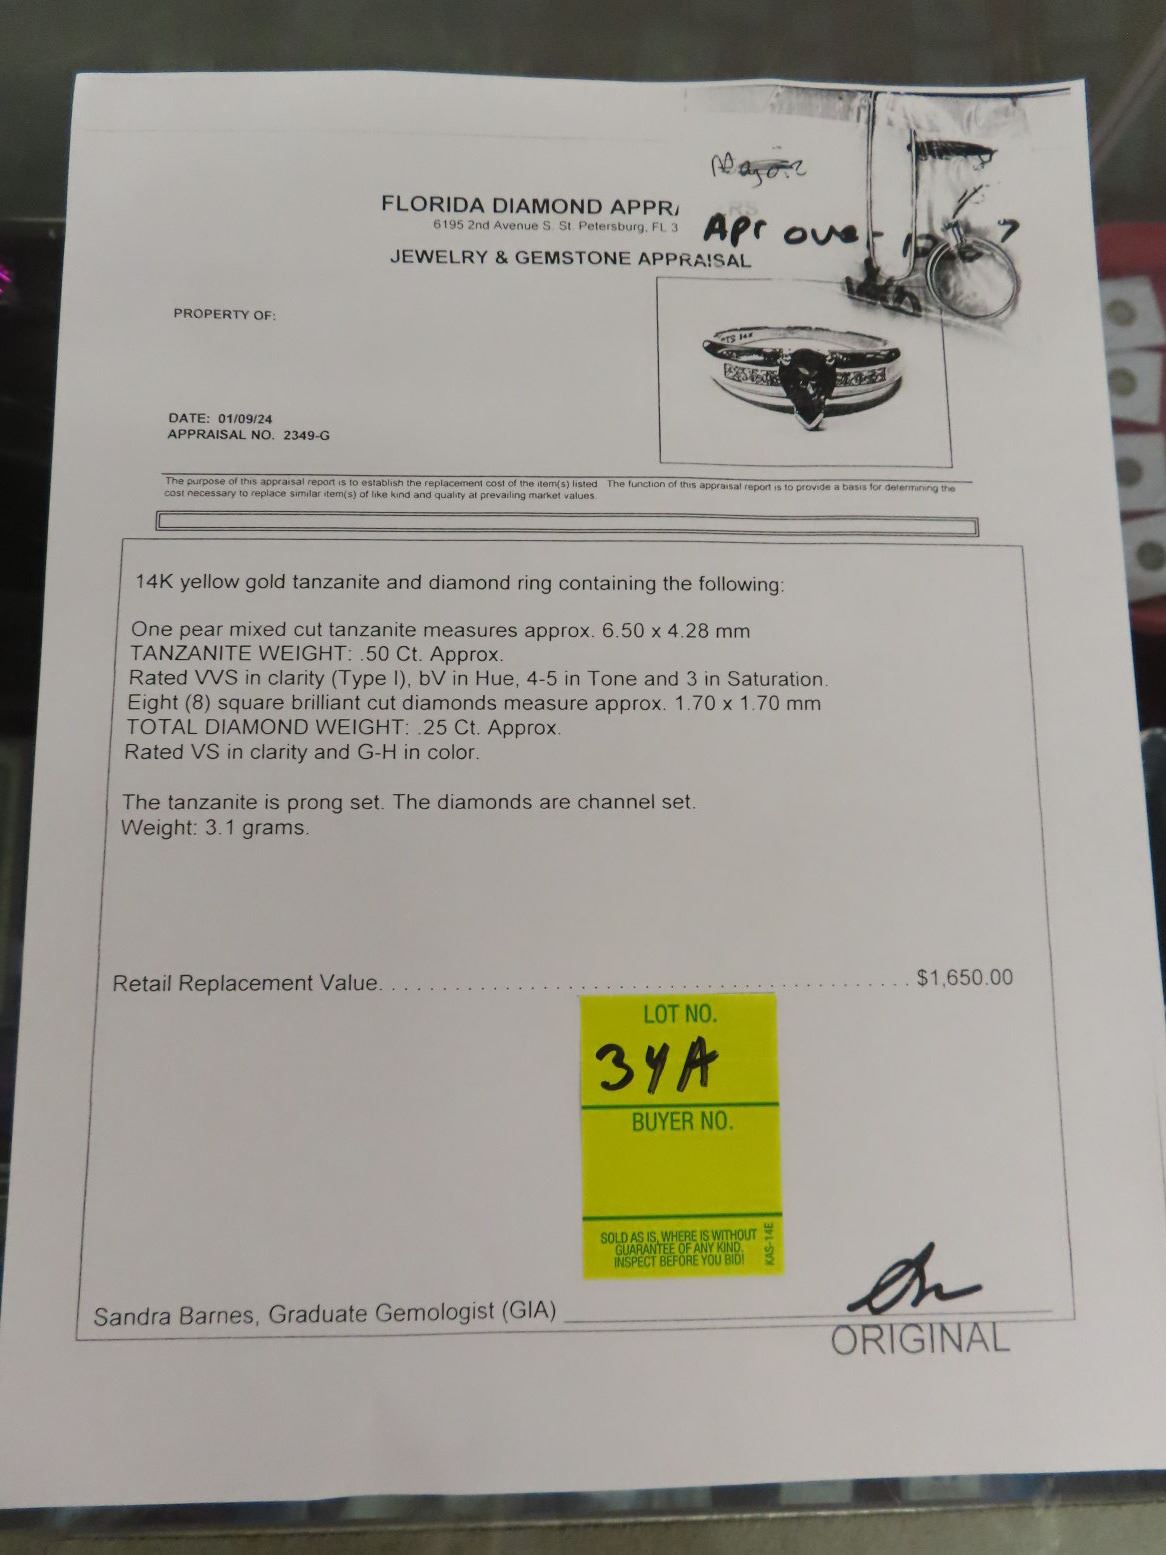 FLORIDA DIAMOND
6195 2nd Avenue S. St. Petersburg, FL 3
JEWELRY & GEMSTONE APPRAISAL
PROPERTY OF:
14K
DATE: 01/09/24
APPRAISAL NO. 2349-G
The purpose of this appraisal report is to establish the replacement cost of the item(s) listed The function of this appraisal report is to provide a basis for determining the
cost necessary to replace similar item(s) of like kind and quality at prevailing market values.
14K yellow gold tanzanite and diamond ring containing the following:
One pear mixed cut tanzanite measures approx. 6.50 x 4.28 mm
TANZANITE WEIGHT: .50 Ct. Approx.
Rated VVS in clarity (Type I), bV in Hue, 4-5 in Tone and 3 in Saturation.
Eight (8) square brilliant cut diamonds measure approx. 1.70 x 1.70 mm
TOTAL DIAMOND WEIGHT: .25 Ct. Approx.
Rated VS in clarity and G-H in color.
The tanzanite is prong set. The diamonds are channel set.
Weight: 3.1 grams.
Retail Replacement Value. . . . . . . . . . . . . . . . . . . . . . . . . . . . . . . . . . . . . . . . $1,650.00
LOT NO.
34A
BUYER NO.
SOLD AS IS, WHERE IS WITHOUT
GUARANTEE OF ANY KIND.
INSPECT BEFORE YOU BID!
KAS-14E
Sandra Barnes, Graduate Gemologist (GIA)
ORIGINAL